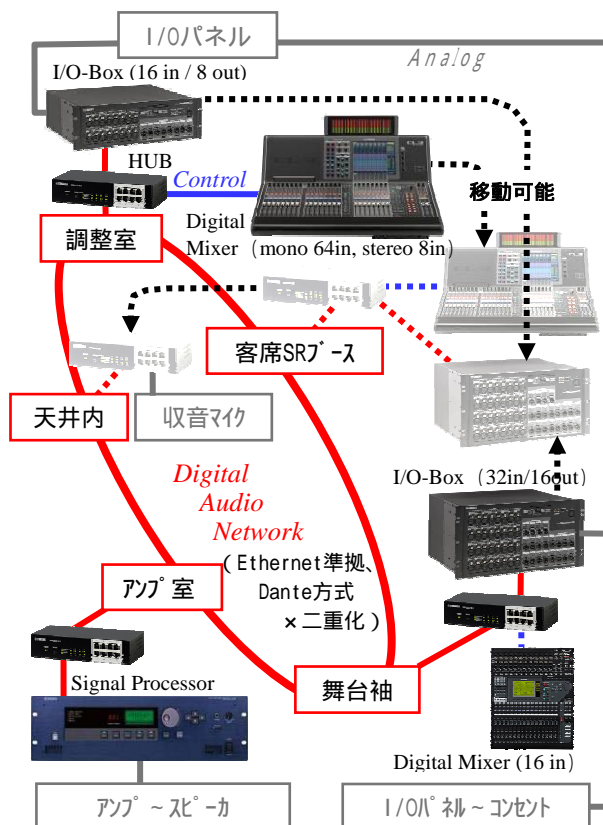 I/Oパネル
Analog
I/O-Box (16 in / 8 out)
HUB
Control
移動可能
Digital
Mixer (mono 64in, stereo 8in)
調整室
客席SRブース
天井内
収音マイク
Digital
Audio
Network
I/O-Box (32in/16out)
(Ethernet準拠、
Dante方式
×二重化)
アンプ室
舞台袖
Signal Processor
Digital Mixer (16 in)
アンプ~スピーカ
I/Oパネル~コンセント